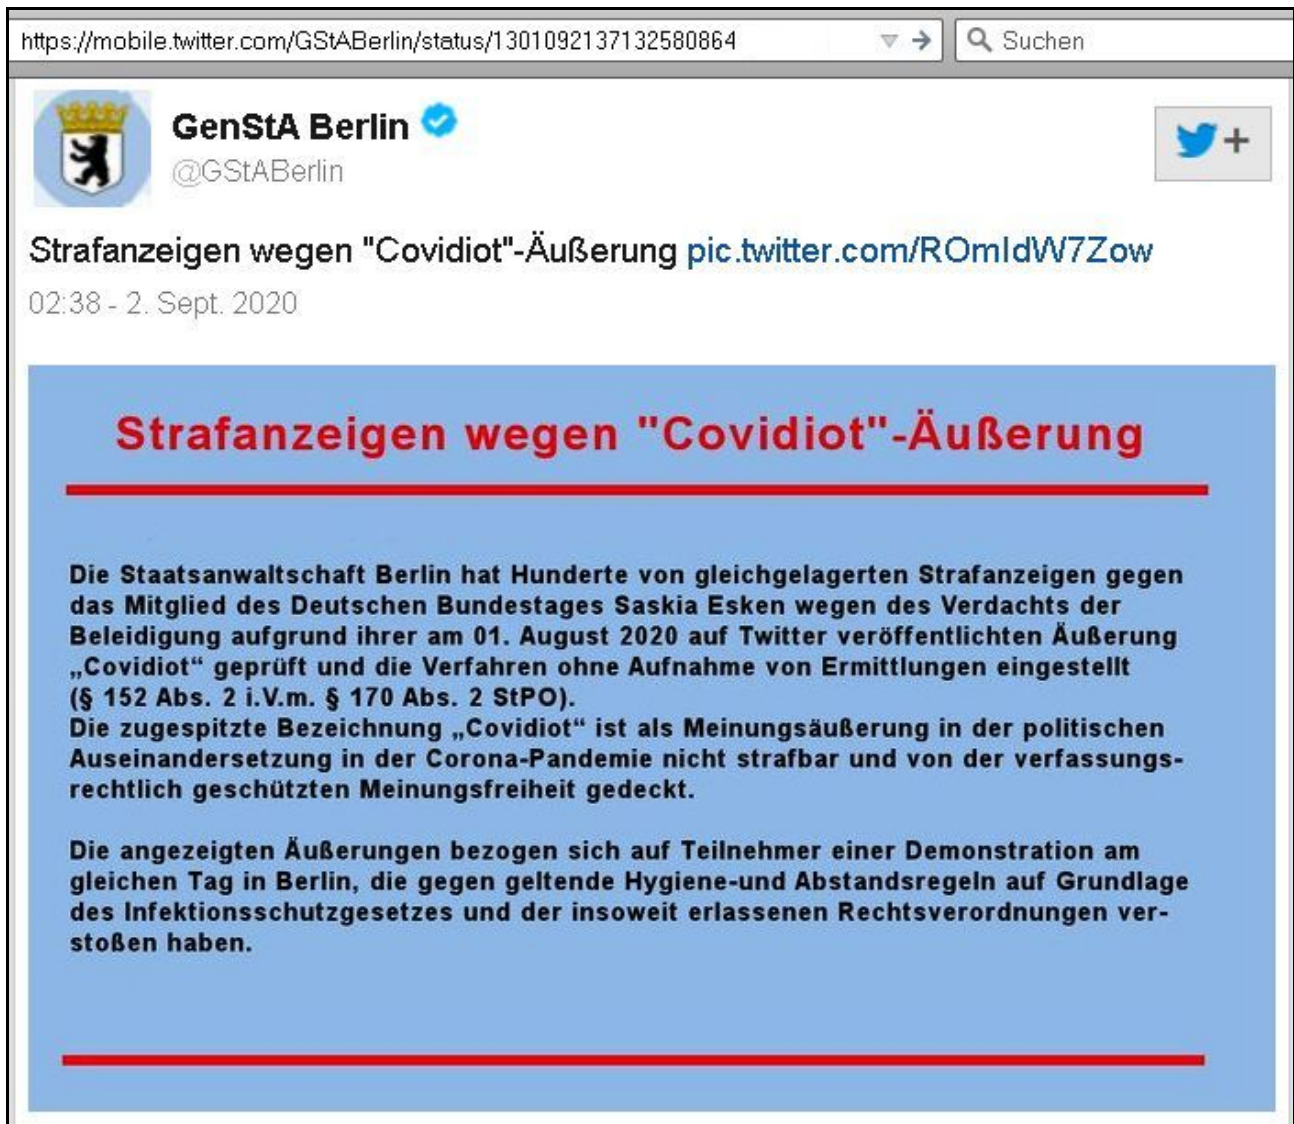 https://mobile.twitter.com/GStABerlin/status/1301092137132580864
Suchen
GenStA Berlin
@GStABerlin
+
Strafanzeigen wegen "Covidiot"-Äußerung pic.twitter.com/ROmIdW7Zow
02:38 - 2. Sept. 2020
Strafanzeigen wegen "Covidiot"-Äußerung
Die Staatsanwaltschaft Berlin hat Hunderte von gleichgelagerten Strafanzeigen gegen
das Mitglied des Deutschen Bundestages Saskia Esken wegen des Verdachts der
Beleidigung aufgrund ihrer am 01. August 2020 auf Twitter veröffentlichten Äußerung
„Covidiot“ geprüft und die Verfahren ohne Aufnahme von Ermittlungen eingestellt
(§ 152 Abs. 2 i.V.m. § 170 Abs. 2 StPO).
Die zugespitzte Bezeichnung „Covidiot“ ist als Meinungsäußerung in der politischen
Auseinandersetzung in der Corona-Pandemie nicht strafbar und von der verfassungs-
rechtlich geschützten Meinungsfreiheit gedeckt.
Die angezeigten Äußerungen bezogen sich auf Teilnehmer einer Demonstration am
gleichen Tag in Berlin, die gegen geltende Hygiene-und Abstandsregeln auf Grundlage
des Infektionsschutzgesetzes und der insoweit erlassenen Rechtsverordnungen ver-
stoßen haben.